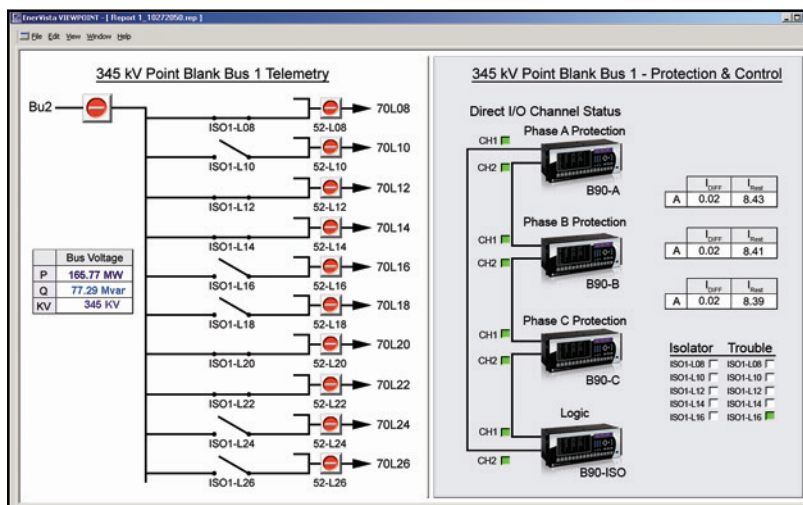 EnerVista VIEWPOINT - [ Report 1_10272050.rep ]
File Edit View Window Help
345 kV Point Blank Bus 1 Telemetry
Bu2
ISO1-L08
52-L08
70L08
ISO1-L10
52-L10
70L10
ISO1-L12
52-L12
70L12
ISO1-L14
52-L14
70L14
ISO1-L16
52-L16
70L16
ISO1-L18
52-L18
70L18
ISO1-L20
52-L20
70L20
ISO1-L22
52-L22
70L22
ISO1-L24
52-L24
70L24
ISO1-L26
52-L26
70L26
Bus Voltage
P 165.77 MW
Q 77.29 Mvar
KV 345 KV
345 kV Point Blank Bus 1 - Protection & Control
Direct I/O Channel Status
Phase A Protection
CH1
CH2
B90-A
Phase B Protection
CH1
CH2
B90-B
Phase C Protection
CH1
CH2
B90-C
Logic
CH1
CH2
B90-ISO
IDIFF IRest
A 0.02 8.43
IDIFF IRest
A 0.02 8.41
IDIFF IRest
A 0.02 8.39
Isolator Trouble
ISO1-L08 ISO1-L08
ISO1-L10 ISO1-L10
ISO1-L12 ISO1-L12
ISO1-L14 ISO1-L14
ISO1-L16 ISO1-L16